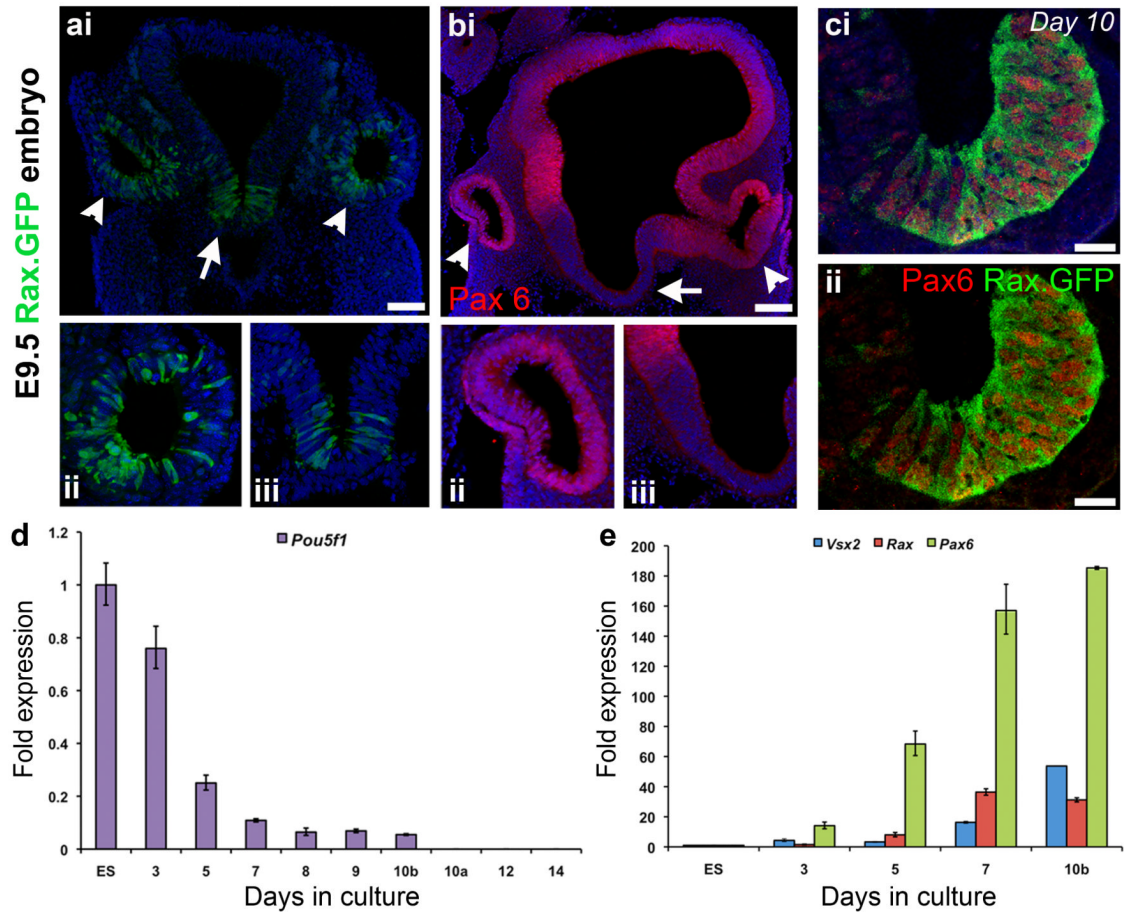 E9.5 Rax.GFP embryo
ai
ii
iii
bi
Pax 6
ii
iii
ci
Day 10
ii
Pax6 Rax.GFP
d
Pou5f1
Fold expression
1.2
1
0.8
0.6
0.4
0.2
0
ES 3 5 7 8 9 10b 10a 12 14
Days in culture
e
Vsx2 Rax Pax6
Fold expression
200
180
160
140
120
100
80
60
40
20
0
ES 3 5 7 10b
Days in culture